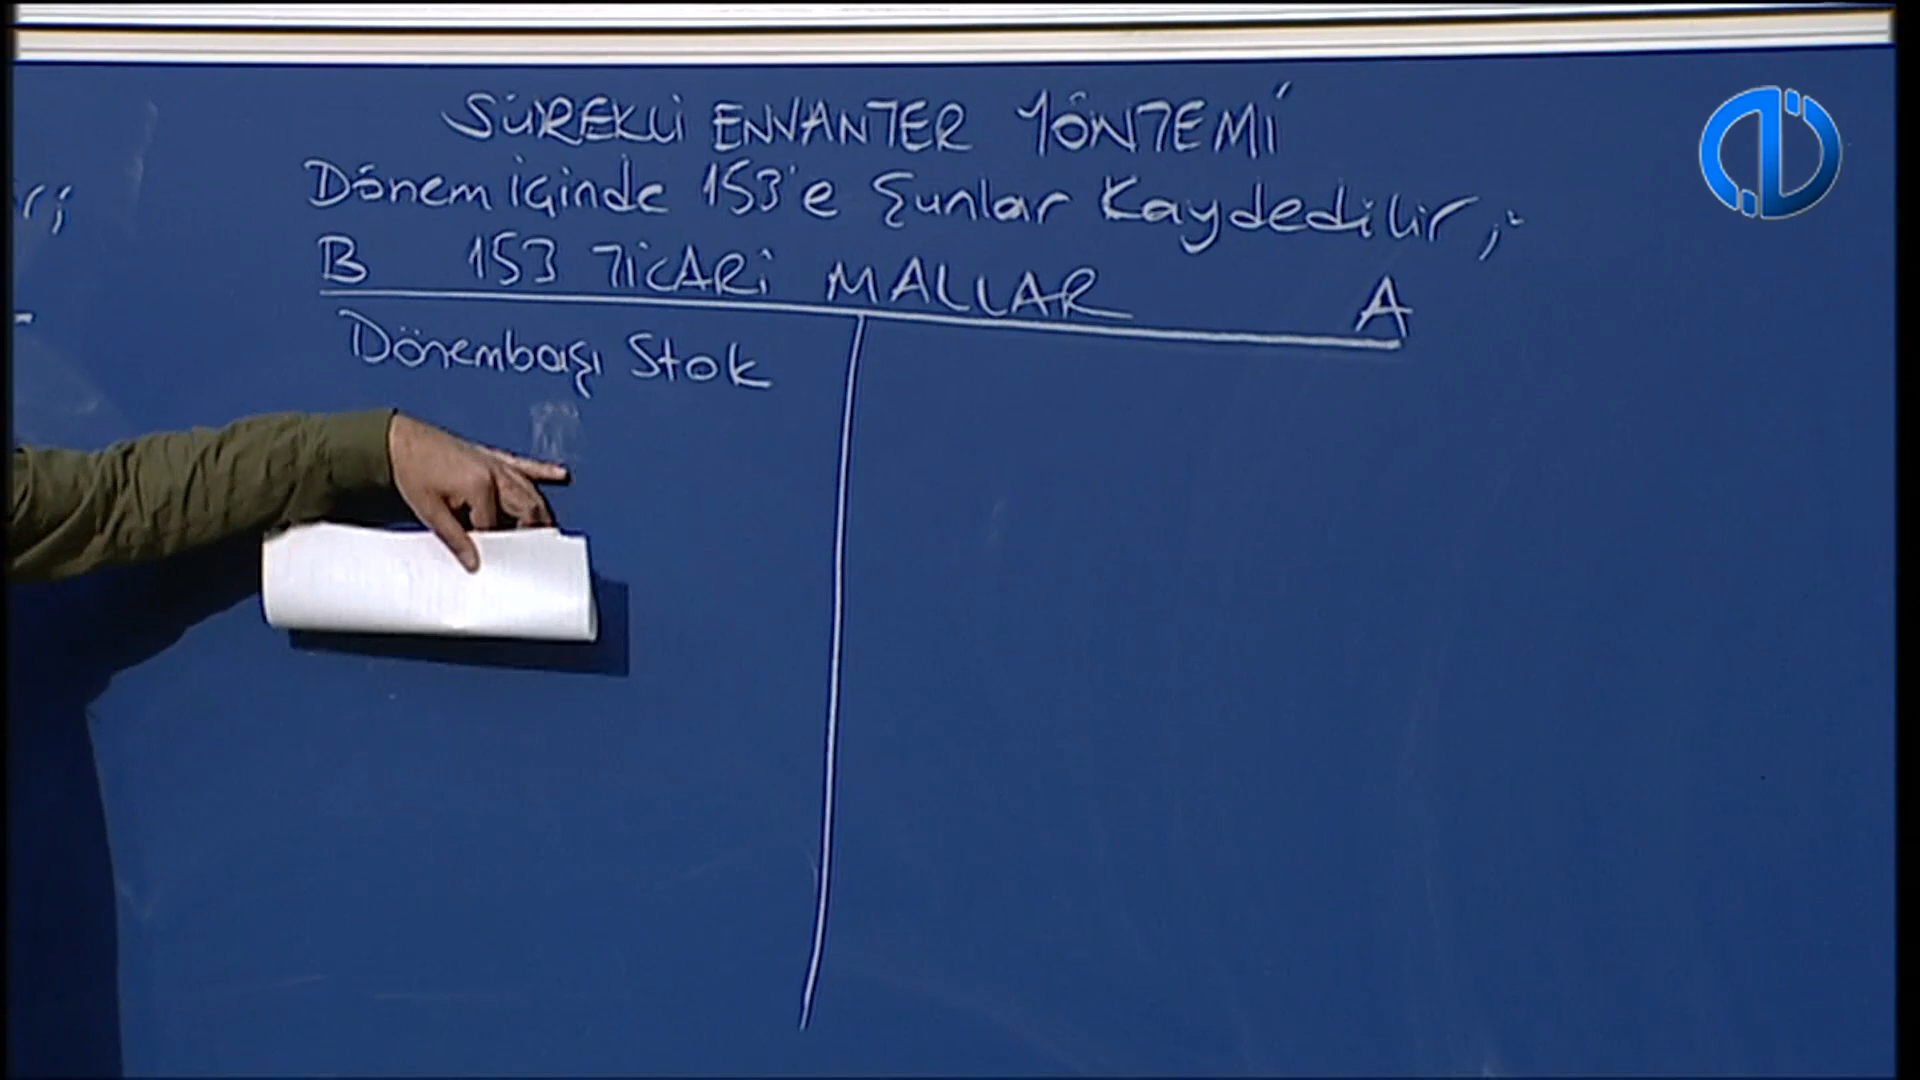 SÜREKLİ ENVANTER YÖNTEMİ
Dönem içinde 153'e Şunlar Kaydedilir;
B 153 TİCARİ MALLAR A
Dönembaşı Stok